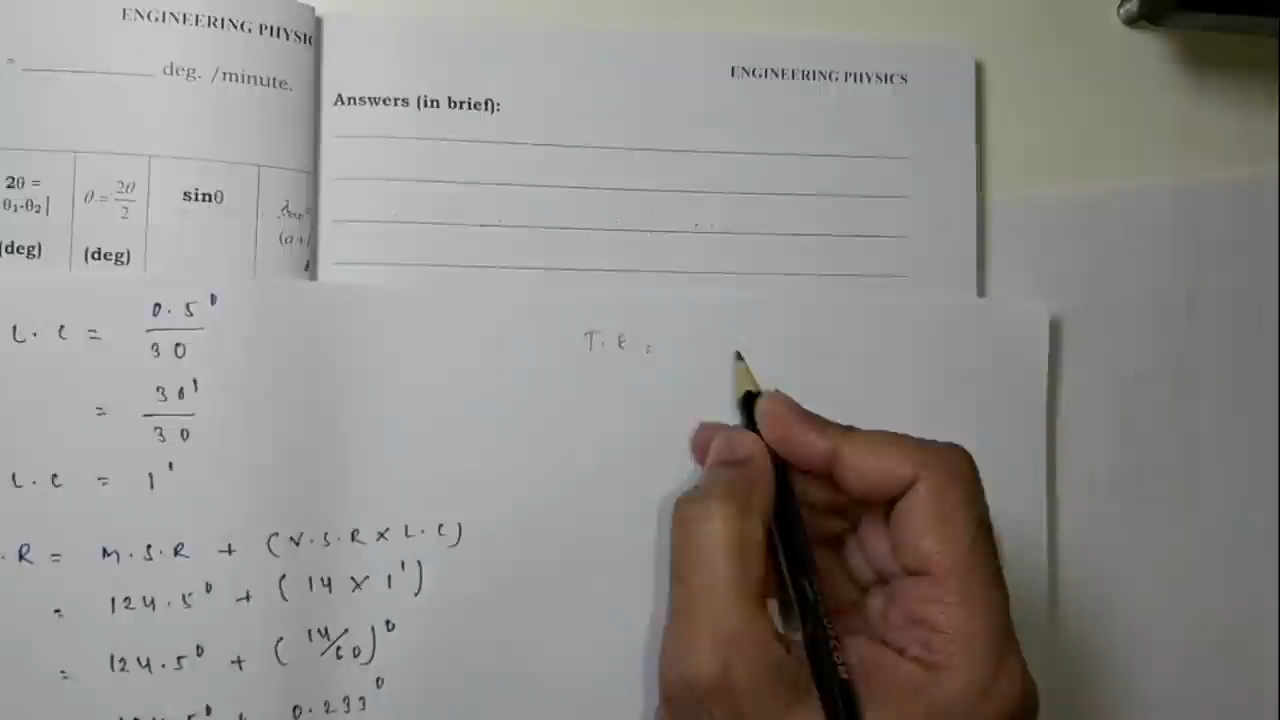 ENGINEERING PHYSIC
= ________ deg. /minute.
2θ =
θ₁-θ₂|
(deg)
θ = 2θ/2
(deg)
sinθ
(a+
ENGINEERING PHYSICS
Answers (in brief):
L.C = 0.5°/30
= 30'/30
L.C = 1'
.R = M.S.R + (V.S.R X L.C)
= 124.5° + (14 X 1')
= 124.5° + (14/60)°
0.233°
T.R =